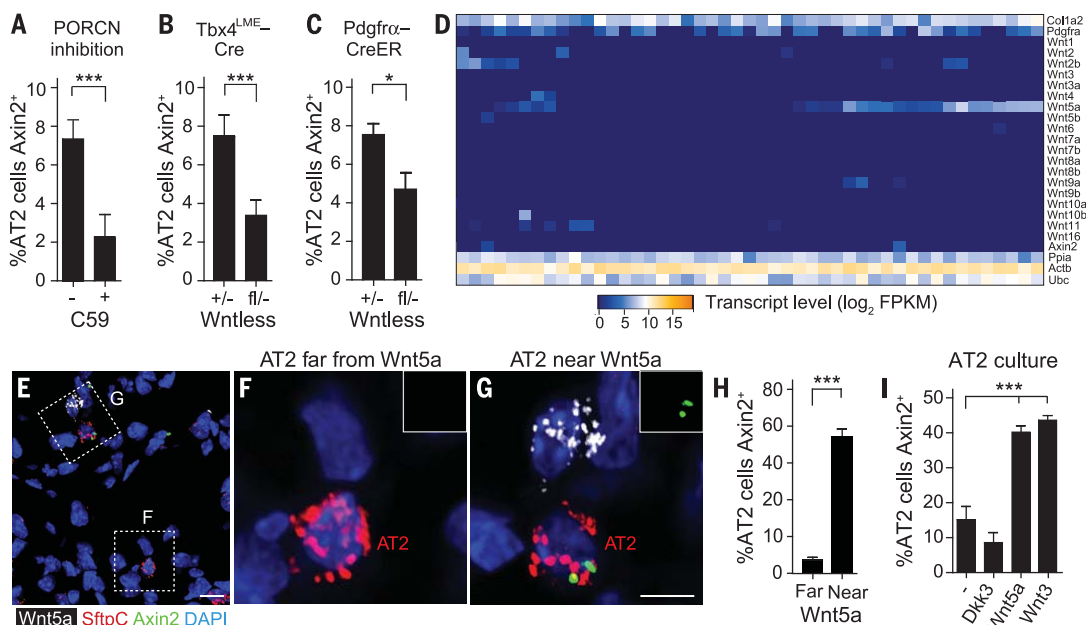 A
PORCN
inhibition
***
%AT2 cells Axin2+
10
8
6
4
2
0
- +
C59
B
Tbx4LME–
Cre
***
%AT2 cells Axin2+
10
8
6
4
2
0
+/- fl/-
Wntless
C
Pdgfrα–
CreER
*
%AT2 cells Axin2+
10
8
6
4
2
0
+/- fl/-
Wntless
D
Col1a2
Pdgfra
Wnt1
Wnt2
Wnt2b
Wnt3
Wnt3a
Wnt4
Wnt5a
Wnt5b
Wnt6
Wnt7a
Wnt7b
Wnt8a
Wnt8b
Wnt9a
Wnt9b
Wnt10a
Wnt10b
Wnt11
Wnt16
Axin2
Ppia
Actb
Ubc
0 5 10 15
Transcript level (log2 FPKM)
E
G
F
Wnt5a SftpC Axin2 DAPI
AT2 far from Wnt5a
F
AT2
AT2 near Wnt5a
G
AT2
H
***
%AT2 cells Axin2+
80
60
40
20
0
Far Near
Wnt5a
I
AT2 culture
***
%AT2 cells Axin2+
50
40
30
20
10
0
- Dkk3 Wnt5a Wnt3